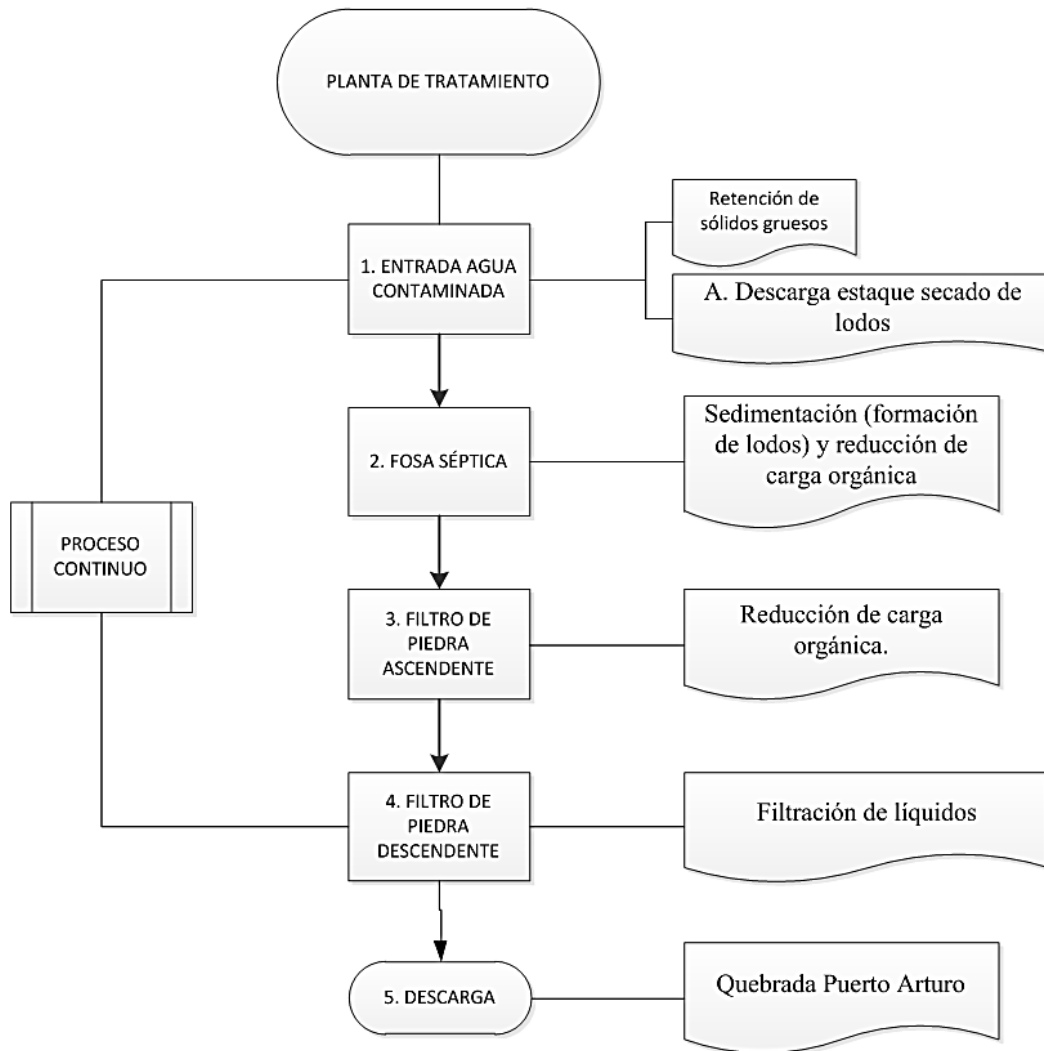 PLANTA DE TRATAMIENTO
Retención de
sólidos gruesos
1. ENTRADA AGUA
CONTAMINADA
A. Descarga estaque secado de
lodos
2. FOSA SÉPTICA
Sedimentación (formación
de lodos) y reducción de
carga orgánica
PROCESO
CONTINUO
3. FILTRO DE
PIEDRA
ASCENDENTE
Reducción de carga
orgánica.
4. FILTRO DE
PIEDRA
DESCENDENTE
Filtración de líquidos
5. DESCARGA
Quebrada Puerto Arturo